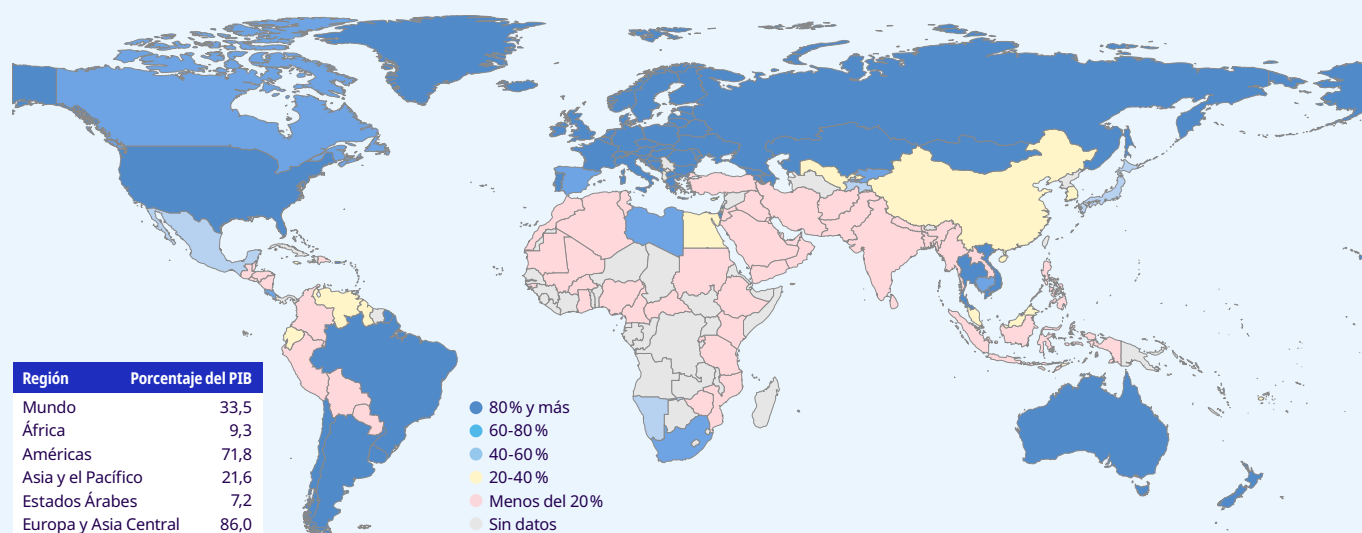 Región Porcentaje del PIB
Mundo 33,5
África 9,3
Américas 71,8
Asia y el Pacífico 21,6
Estados Árabes 7,2
Europa y Asia Central 86,0
80% y más
60-80%
40-60%
20-40%
Menos del 20%
Sin datos